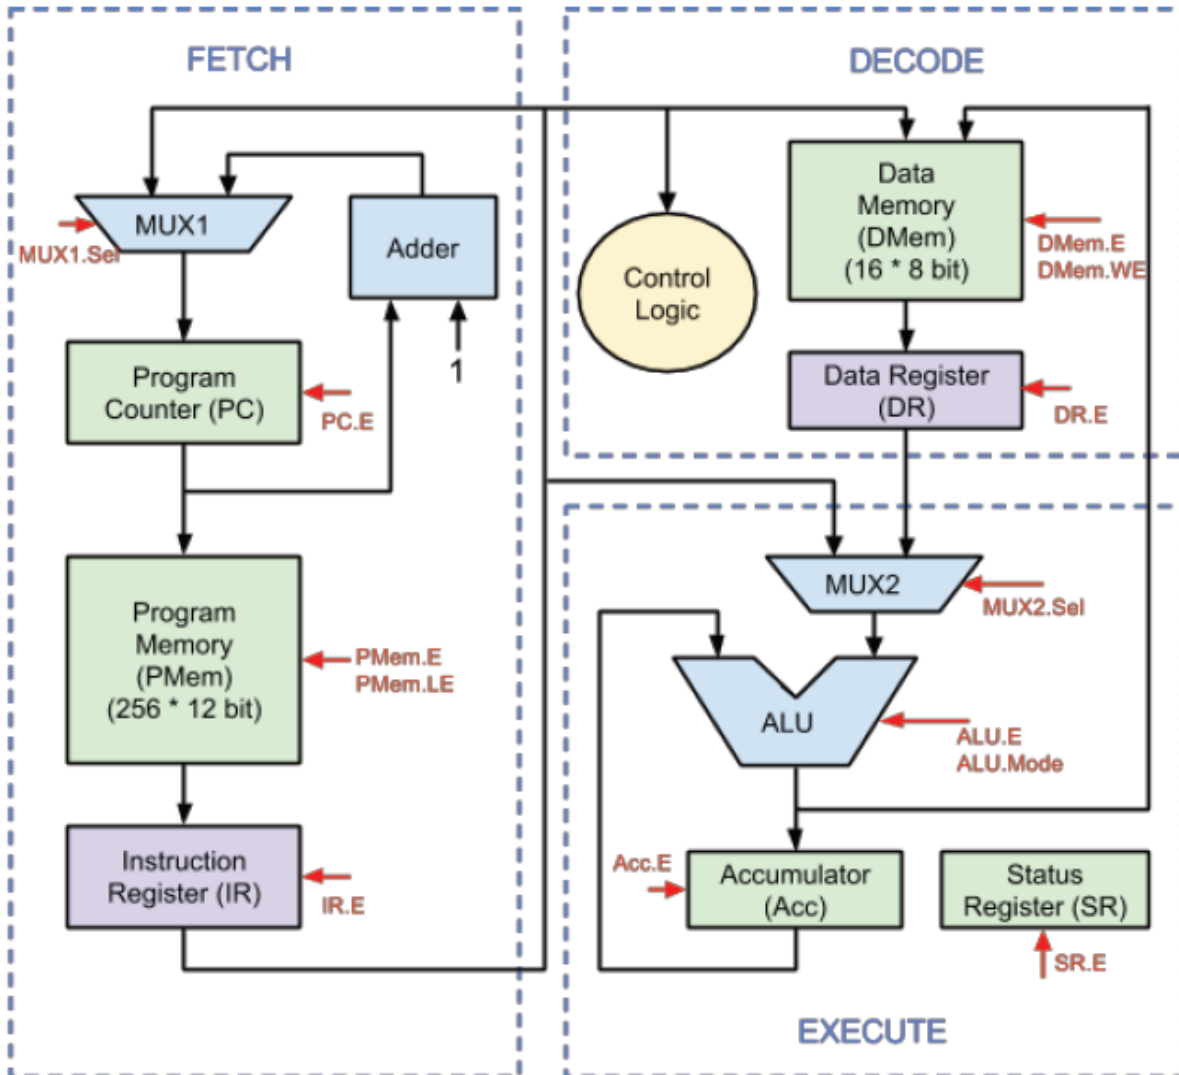 FETCH
DECODE
MUX1
MUX1.Sel
Adder
1
Program
Counter (PC)
PC.E
Program
Memory
(PMem)
(256 * 12 bit)
PMem.E
PMem.LE
Instruction
Register (IR)
IR.E
Control
Logic
Data
Memory
(DMem)
(16 * 8 bit)
DMem.E
DMem.WE
Data Register
(DR)
DR.E
MUX2
MUX2.Sel
ALU
ALU.E
ALU.Mode
Acc.E
Accumulator
(Acc)
Status
Register (SR)
SR.E
EXECUTE